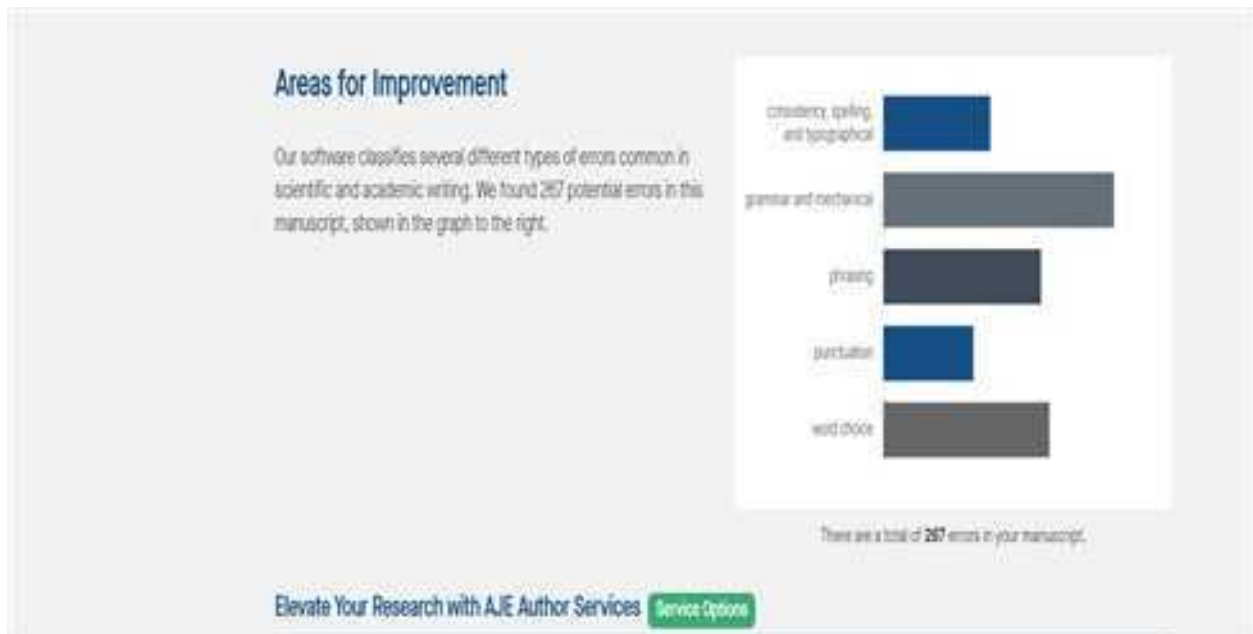 Areas for Improvement
Our software classifies several different types of errors common in
scientific and academic writing. We found 267 potential errors in this
manuscript, shown in the graph to the right.
consistency, spelling,
and typographical
grammar and mechanical
phrasing
punctuation
word choice
There are a total of 267 errors in your manuscript.
Elevate Your Research with AJE Author Services
Service Options